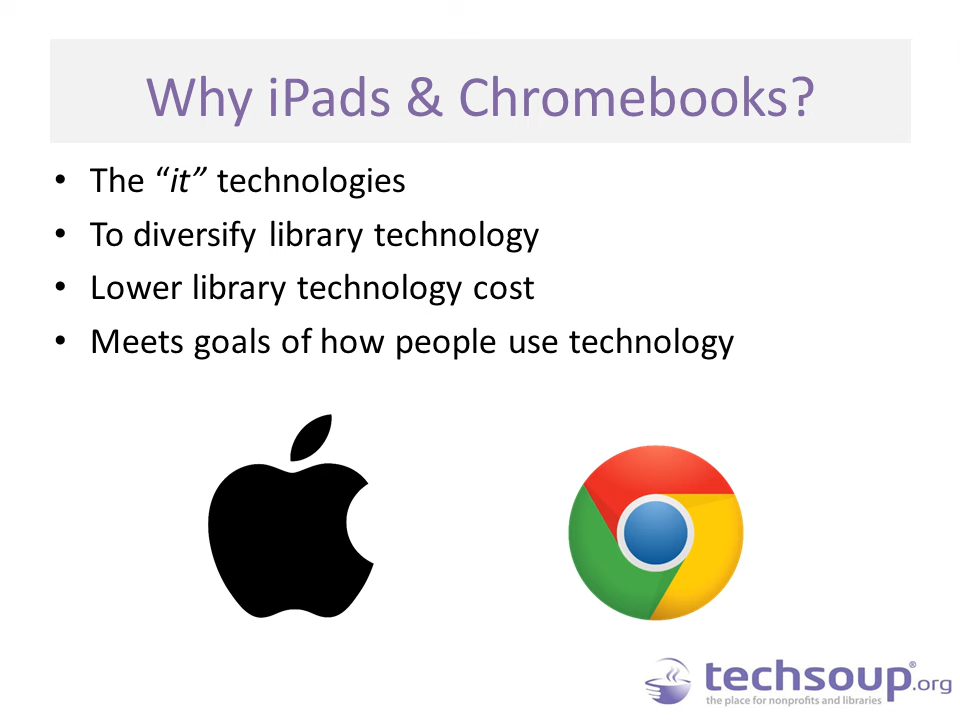 Why iPads & Chromebooks?
• The “it” technologies
• To diversify library technology
• Lower library technology cost
• Meets goals of how people use technology
techsoup®.org
the place for nonprofits and libraries